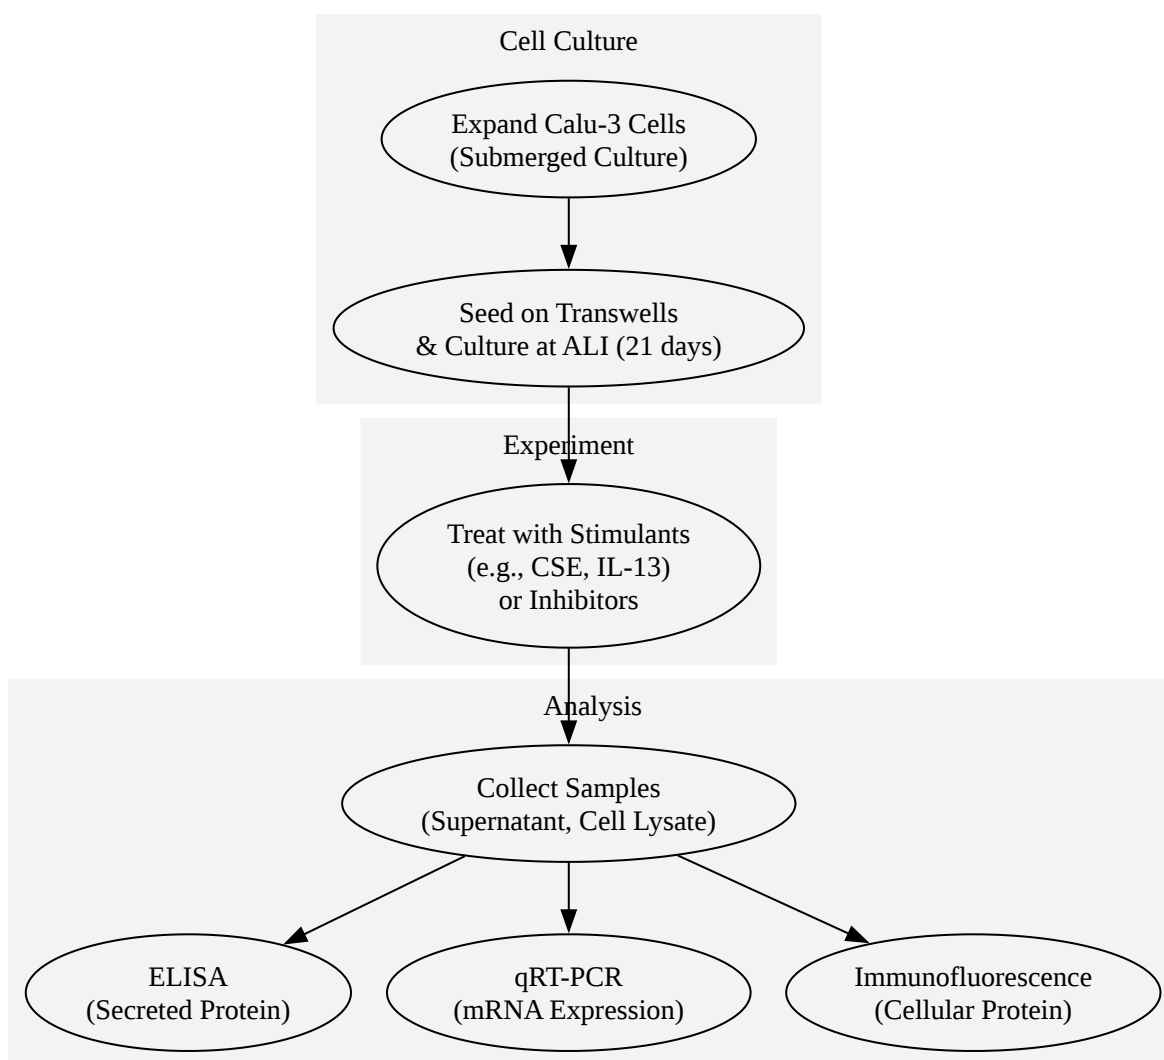 Cell Culture
Expand Calu-3 Cells
(Submerged Culture)
Seed on Transwells
& Culture at ALI (21 days)
Experiment
Treat with Stimulants
(e.g., CSE, IL-13)
or Inhibitors
Analysis
Collect Samples
(Supernatant, Cell Lysate)
ELISA
(Secreted Protein)
qRT-PCR
(mRNA Expression)
Immunofluorescence
(Cellular Protein)